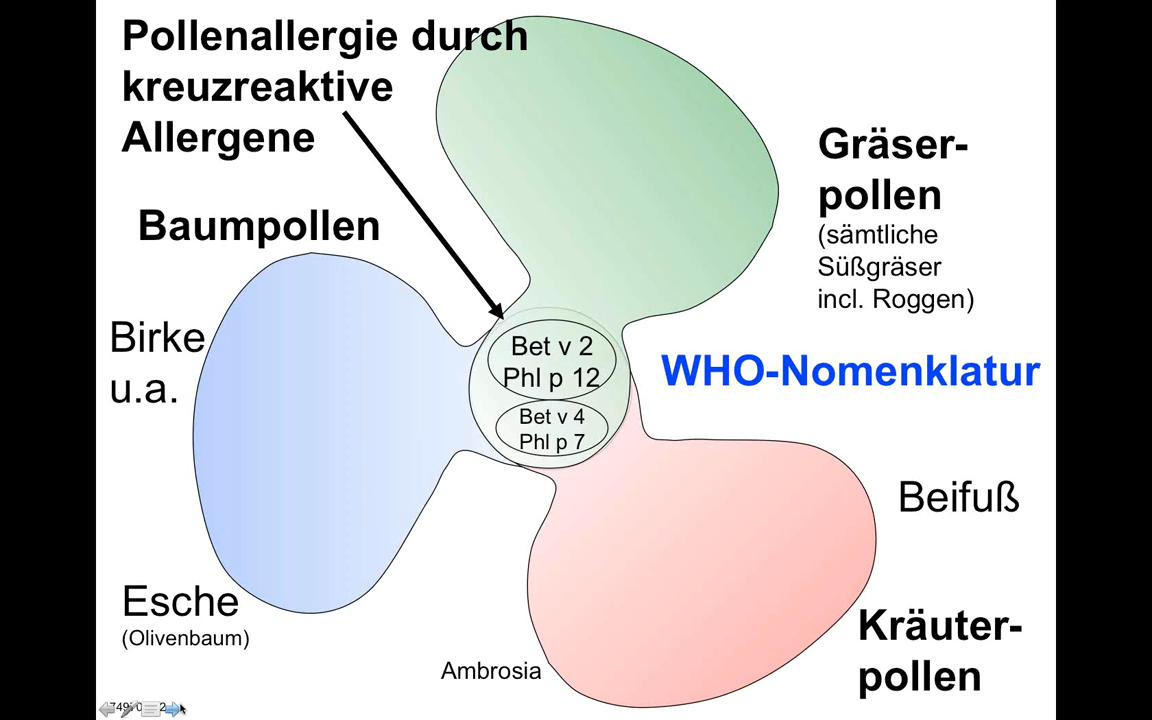 Pollenallergie durch
kreuzreaktive
Allergene
Baumpollen
Gräser-
pollen
(sämtliche
Süßgräser
incl. Roggen)
Birke
u.a.
Bet v 2
Phl p 12
WHO-Nomenklatur
Bet v 4
Phl p 7
Beifuß
Esche
(Olivenbaum)
Kräuter-
pollen
Ambrosia